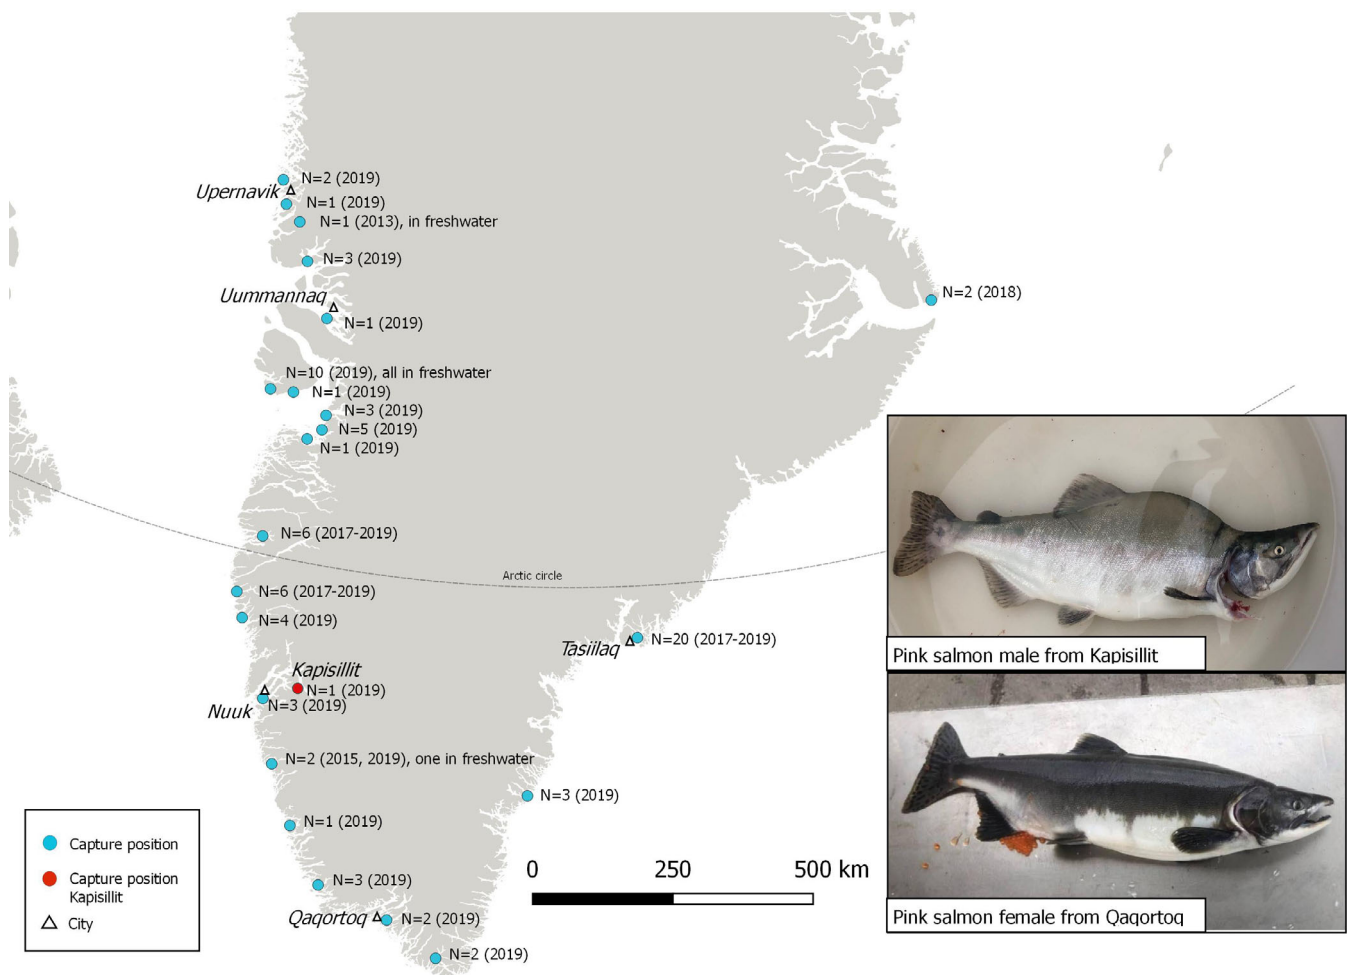 N=2 (2019)
Upernavik
N=1 (2019)
N=1 (2013), in freshwater
N=3 (2019)
Uummannaq
N=2 (2018)
N=1 (2019)
N=10 (2019), all in freshwater
N=1 (2019)
N=3 (2019)
N=5 (2019)
N=1 (2019)
N=6 (2017-2019)
Arctic circle
N=6 (2017-2019)
N=4 (2019)
Tasiilaq
N=20 (2017-2019)
Kapisillit
N=1 (2019)
N=3 (2019)
Nuuk
N=2 (2015, 2019), one in freshwater
N=3 (2019)
N=1 (2019)
N=3 (2019)
Qaqortoq
N=2 (2019)
N=2 (2019)
Capture position
Capture position
Kapisillit
City
0 250 500 km
Pink salmon male from Kapisillit
Pink salmon female from Qaqortoq